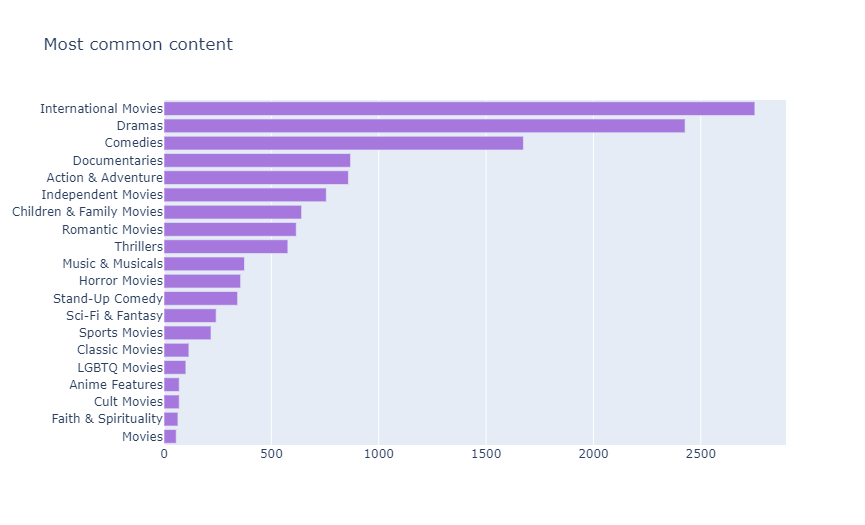 Most common content
International Movies
Dramas
Comedies
Documentaries
Action & Adventure
Independent Movies
Children & Family Movies
Romantic Movies
Thrillers
Music & Musicals
Horror Movies
Stand-Up Comedy
Sci-Fi & Fantasy
Sports Movies
Classic Movies
LGBTQ Movies
Anime Features
Cult Movies
Faith & Spirituality
Movies
0 500 1000 1500 2000 2500